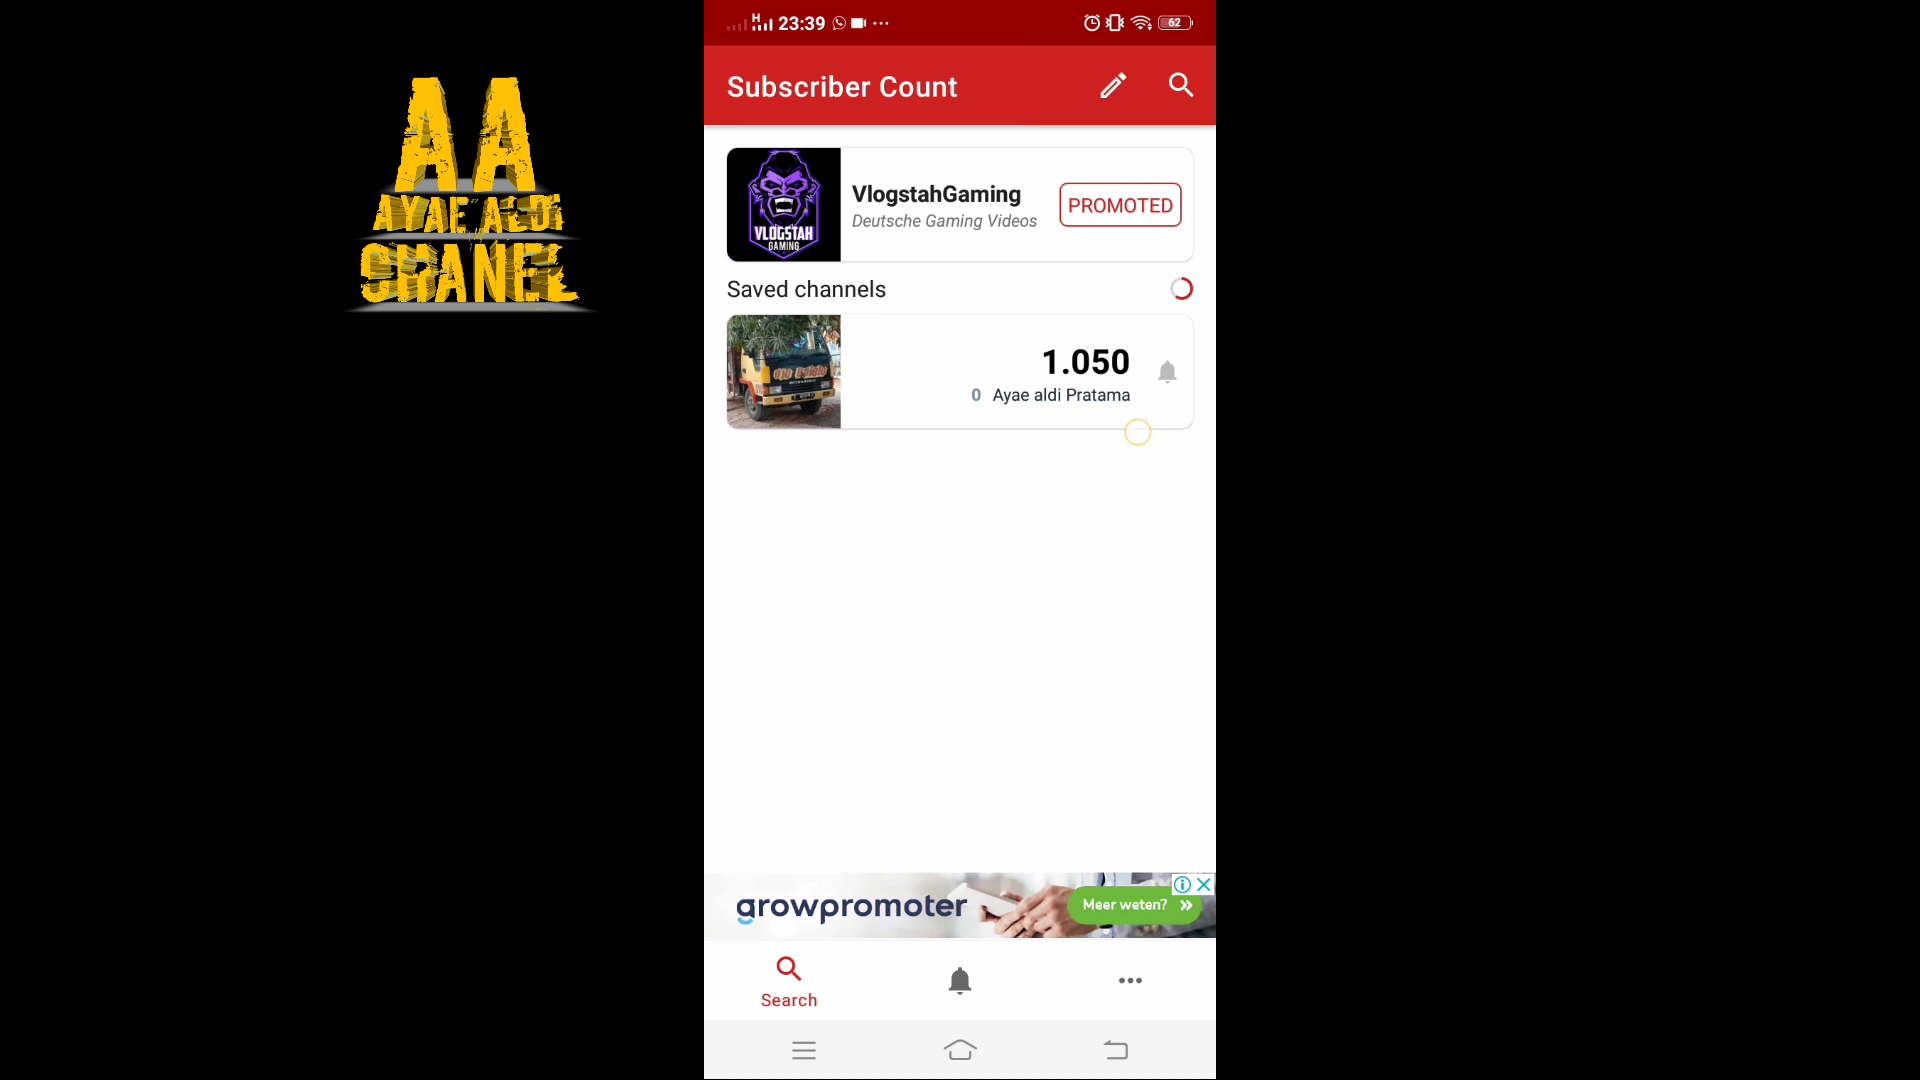 AA
AYAE ALDI
CHANEL
H
23:39
62
Subscriber Count
VLOGSTAH
GAMING
VlogstahGaming
Deutsche Gaming Videos
PROMOTED
Saved channels
1.050
0 Ayae aldi Pratama
growpromoter
Meer weten? »
Search